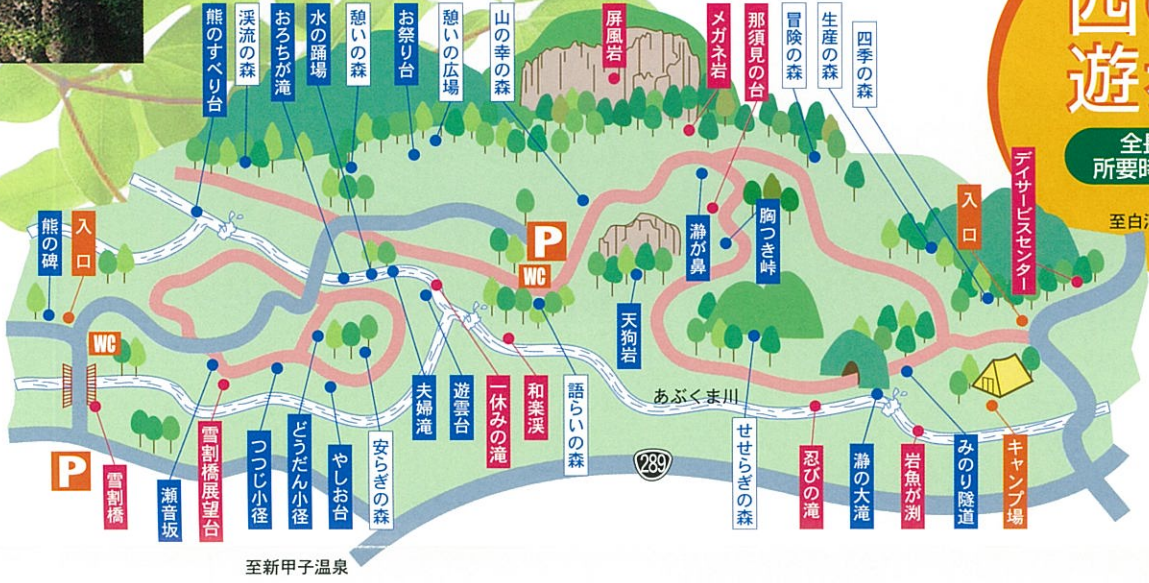 熊のすべり台
渓流の森
おろちが滝
水の踊場
憩いの森
お祭り台
憩いの広場
山の幸の森
屏風岩
メガネ岩
那須見の台
冒険の森
生産の森
四季の森
遊
全
所要時
至白
デイサービスセンター
入口
熊の碑
入口
P
WC
瀞が鼻
胸つき峠
天狗岩
WC
あぶくま川
夫婦滝
遊雲台
一休みの滝
和楽渓
語らいの森
P
雪割橋
瀬音坂
雪割橋展望台
つつじ小径
どうだん小径
やしお台
安らぎの森
289
せせらぎの森
忍びの滝
瀞の大滝
岩魚が渕
みのり隧道
キャンプ場
至新甲子温泉